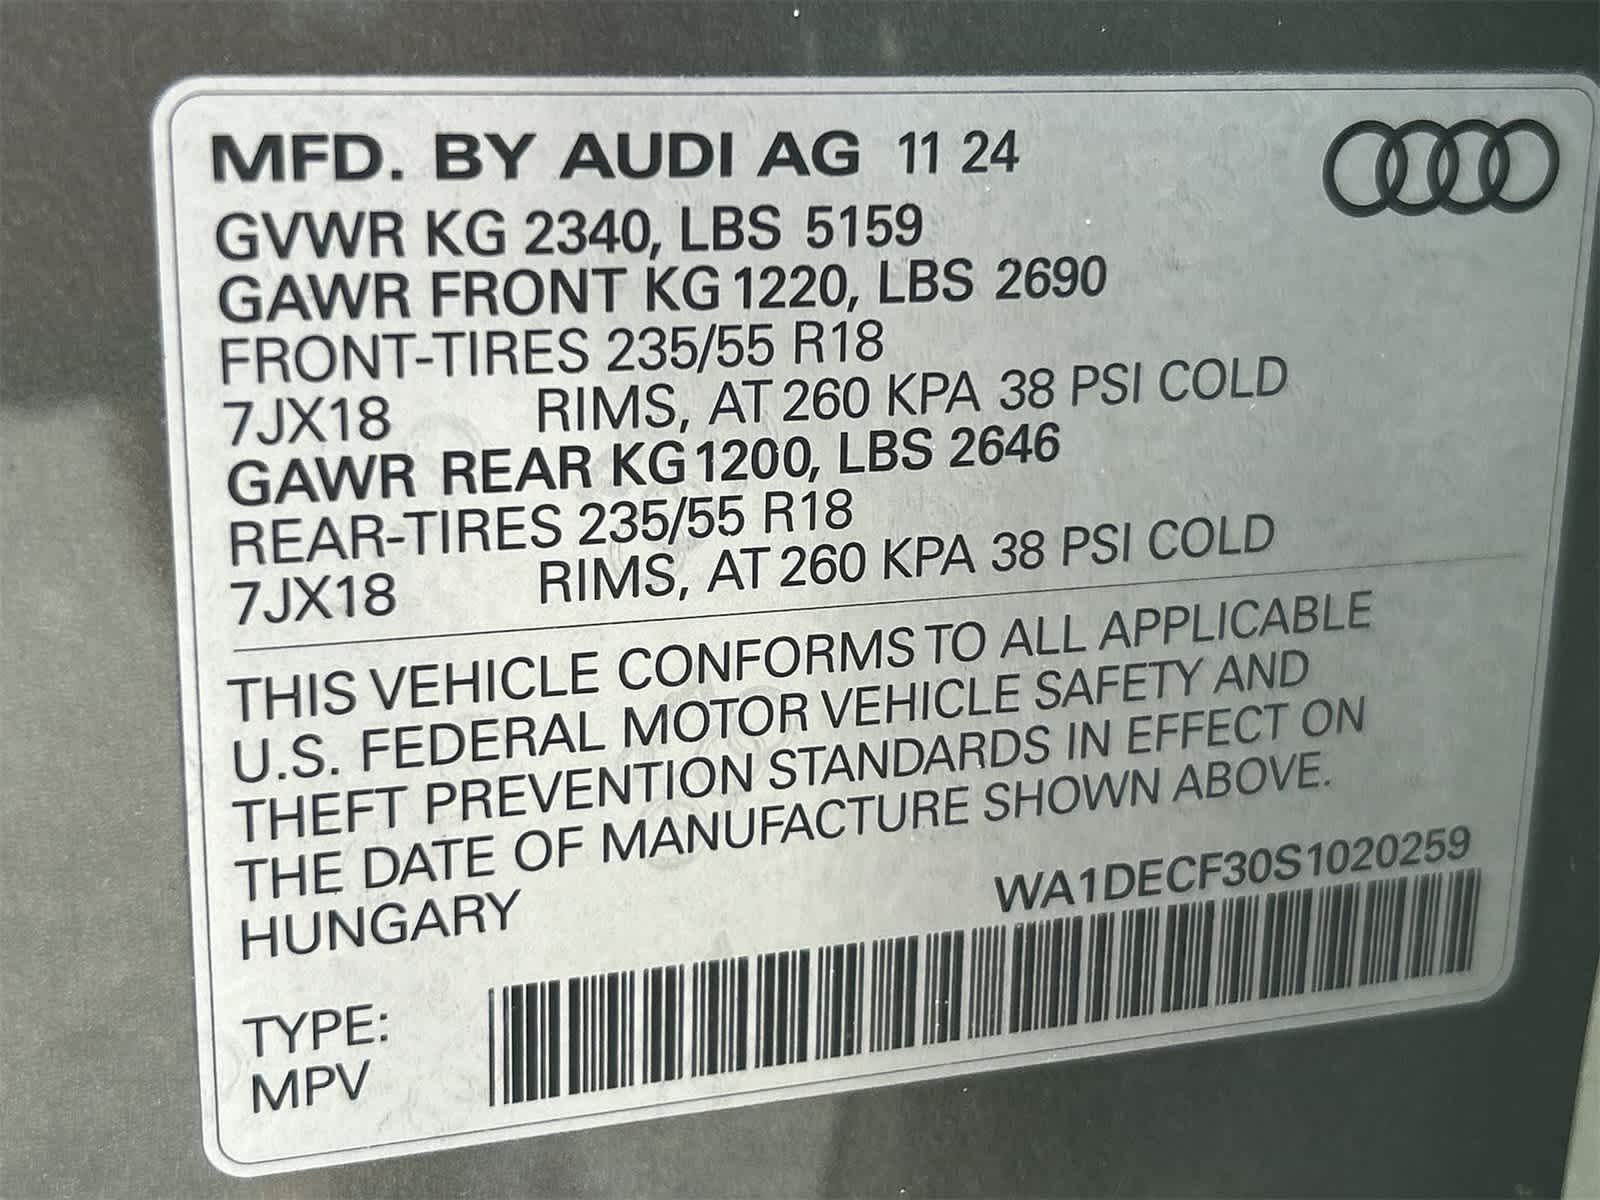 MFD. BY AUDI AG 11 24
GVWR KG 2340, LBS 5159
GAWR FRONT KG 1220, LBS 2690
FRONT-TIRES 235/55 R18
7JX18 RIMS, AT 260 KPA 38 PSI COLD
GAWR REAR KG 1200, LBS 2646
REAR-TIRES 235/55 R18
7JX18 RIMS, AT 260 KPA 38 PSI COLD
THIS VEHICLE CONFORMS TO ALL APPLICABLE
U.S. FEDERAL MOTOR VEHICLE SAFETY AND
THEFT PREVENTION STANDARDS IN EFFECT ON
THE DATE OF MANUFACTURE SHOWN ABOVE.
HUNGARY WA1DECF30S1020259
TYPE:
MPV